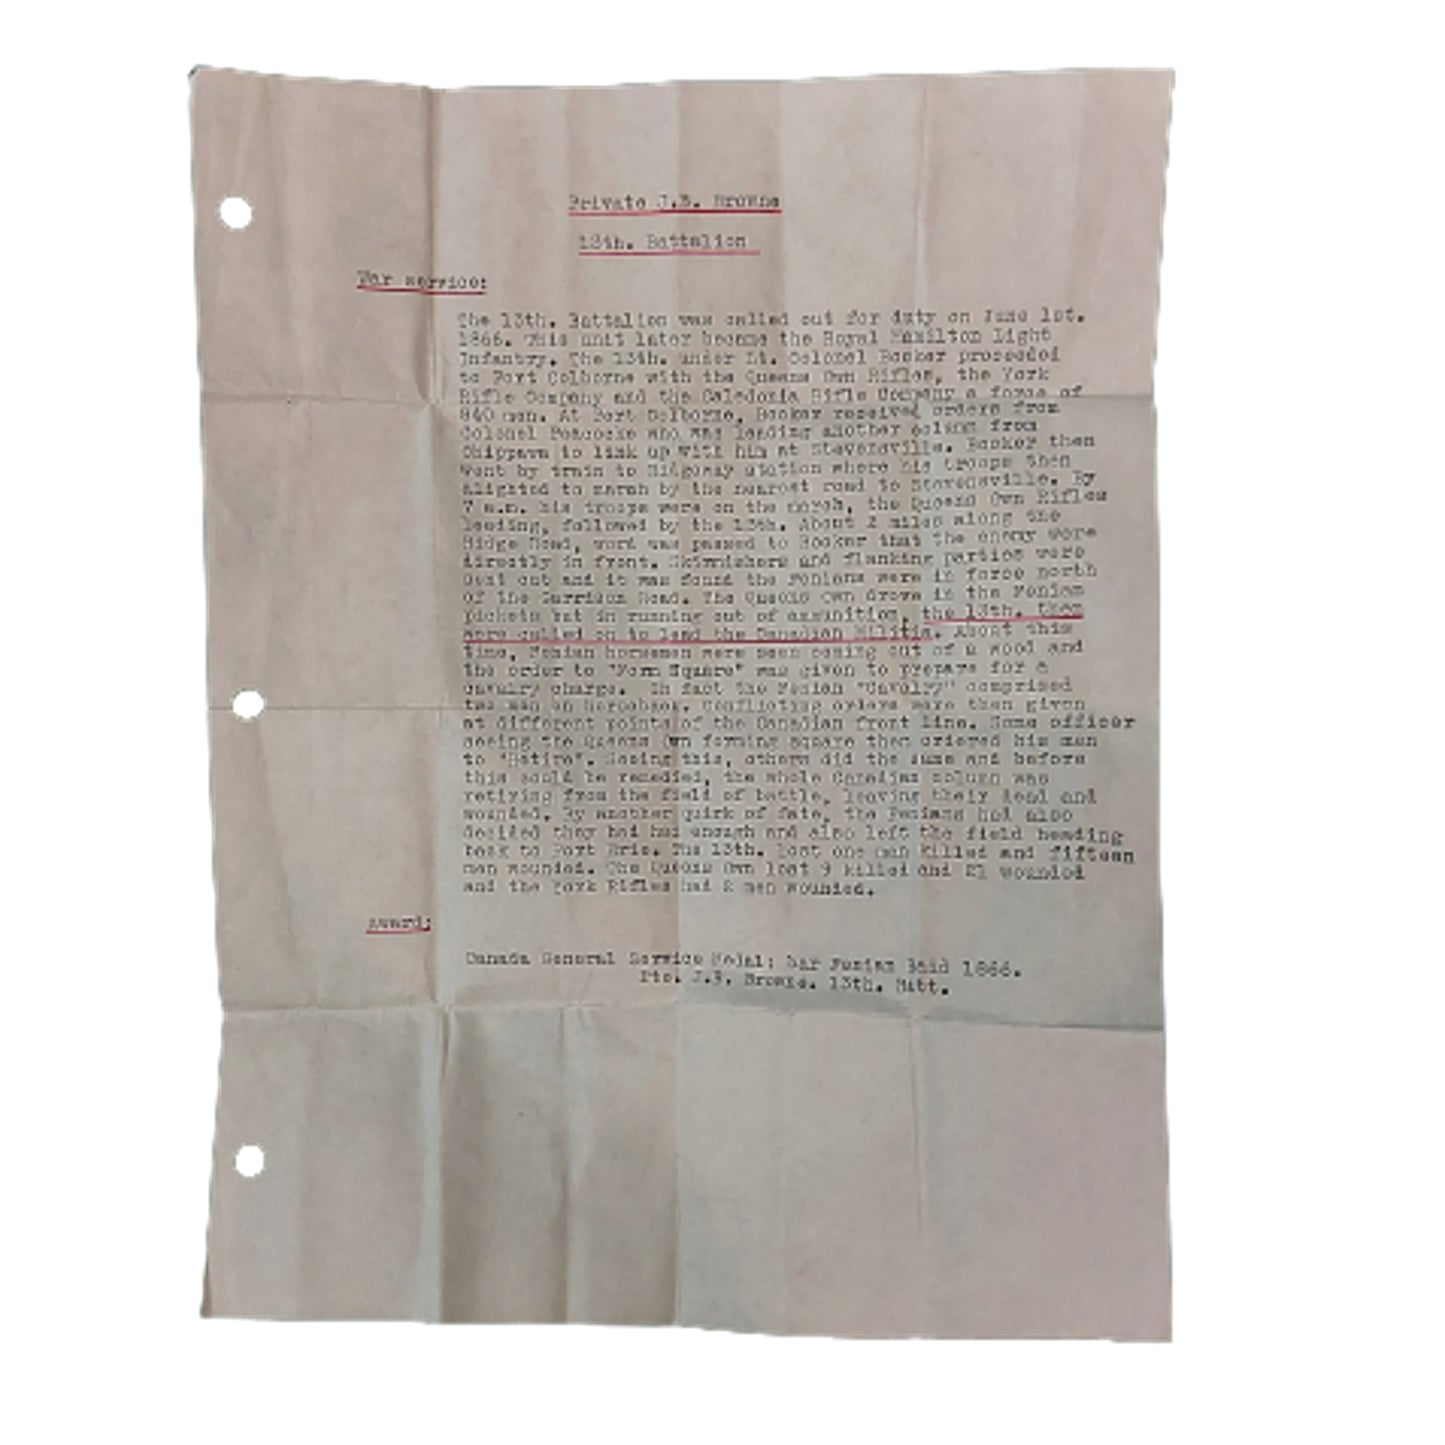 Private J.B. Browne
13th. Battalion
War service:
The 13th. Battalion was called out for duty on June 1st.
1866. This unit later became the Royal Hamilton Light
Infantry. The 13th. under Lt. Colonel Booker proceeded
to Port Colborne with the Queens Own Rifles, the York
Rifle Company and the Caledonia Rifle Company a force of
840 men. At Port Colborne, Booker received orders from
Colonel Peacocke who was leading another column from
Chippawa to link up with him at Stevensville. Booker then
went by train to Ridgeway station where his troops then
alighted to march by the nearest road to Stevensville. By
7 a.m. his troops were on the march, the Queens Own Rifles
leading, followed by the 13th. About 2 miles along the
Ridge Road, word was passed to Booker that the enemy were
directly in front. Skirmishers and flanking parties were
sent out and it was found the Fenians were in force north
of the Garrison Road. The Queens Own drove in the Fenian
pickets but in running out of ammunition, the 13th. then
were called on to lead the Canadian Militia. About this
time, Fenian horsemen were seen coming out of a wood and
the order to "Form Square" was given to prepare for a
cavalry charge. In fact the Fenian "Cavalry" comprised
two men on horseback. Conflicting orders were then given
at different points of the Canadian front line. Some officer
seeing the Queens Own forming square then ordered his men
to "Retire". Seeing this, others did the same and before
this could be remedied, the whole Canadian column was
retiring from the field of battle, leaving their dead and
wounded. By another quirk of fate, the Fenians had also
decided they had had enough and also left the field heading
back to Fort Erie. The 13th. lost one man killed and fifteen
men wounded. The Queens Own lost 9 killed and 21 wounded
and the York Rifles had 2 men wounded.
Award:
Canada General Service Medal; bar Fenian Raid 1866.
Pte. J.B. Browne. 13th. Batt.